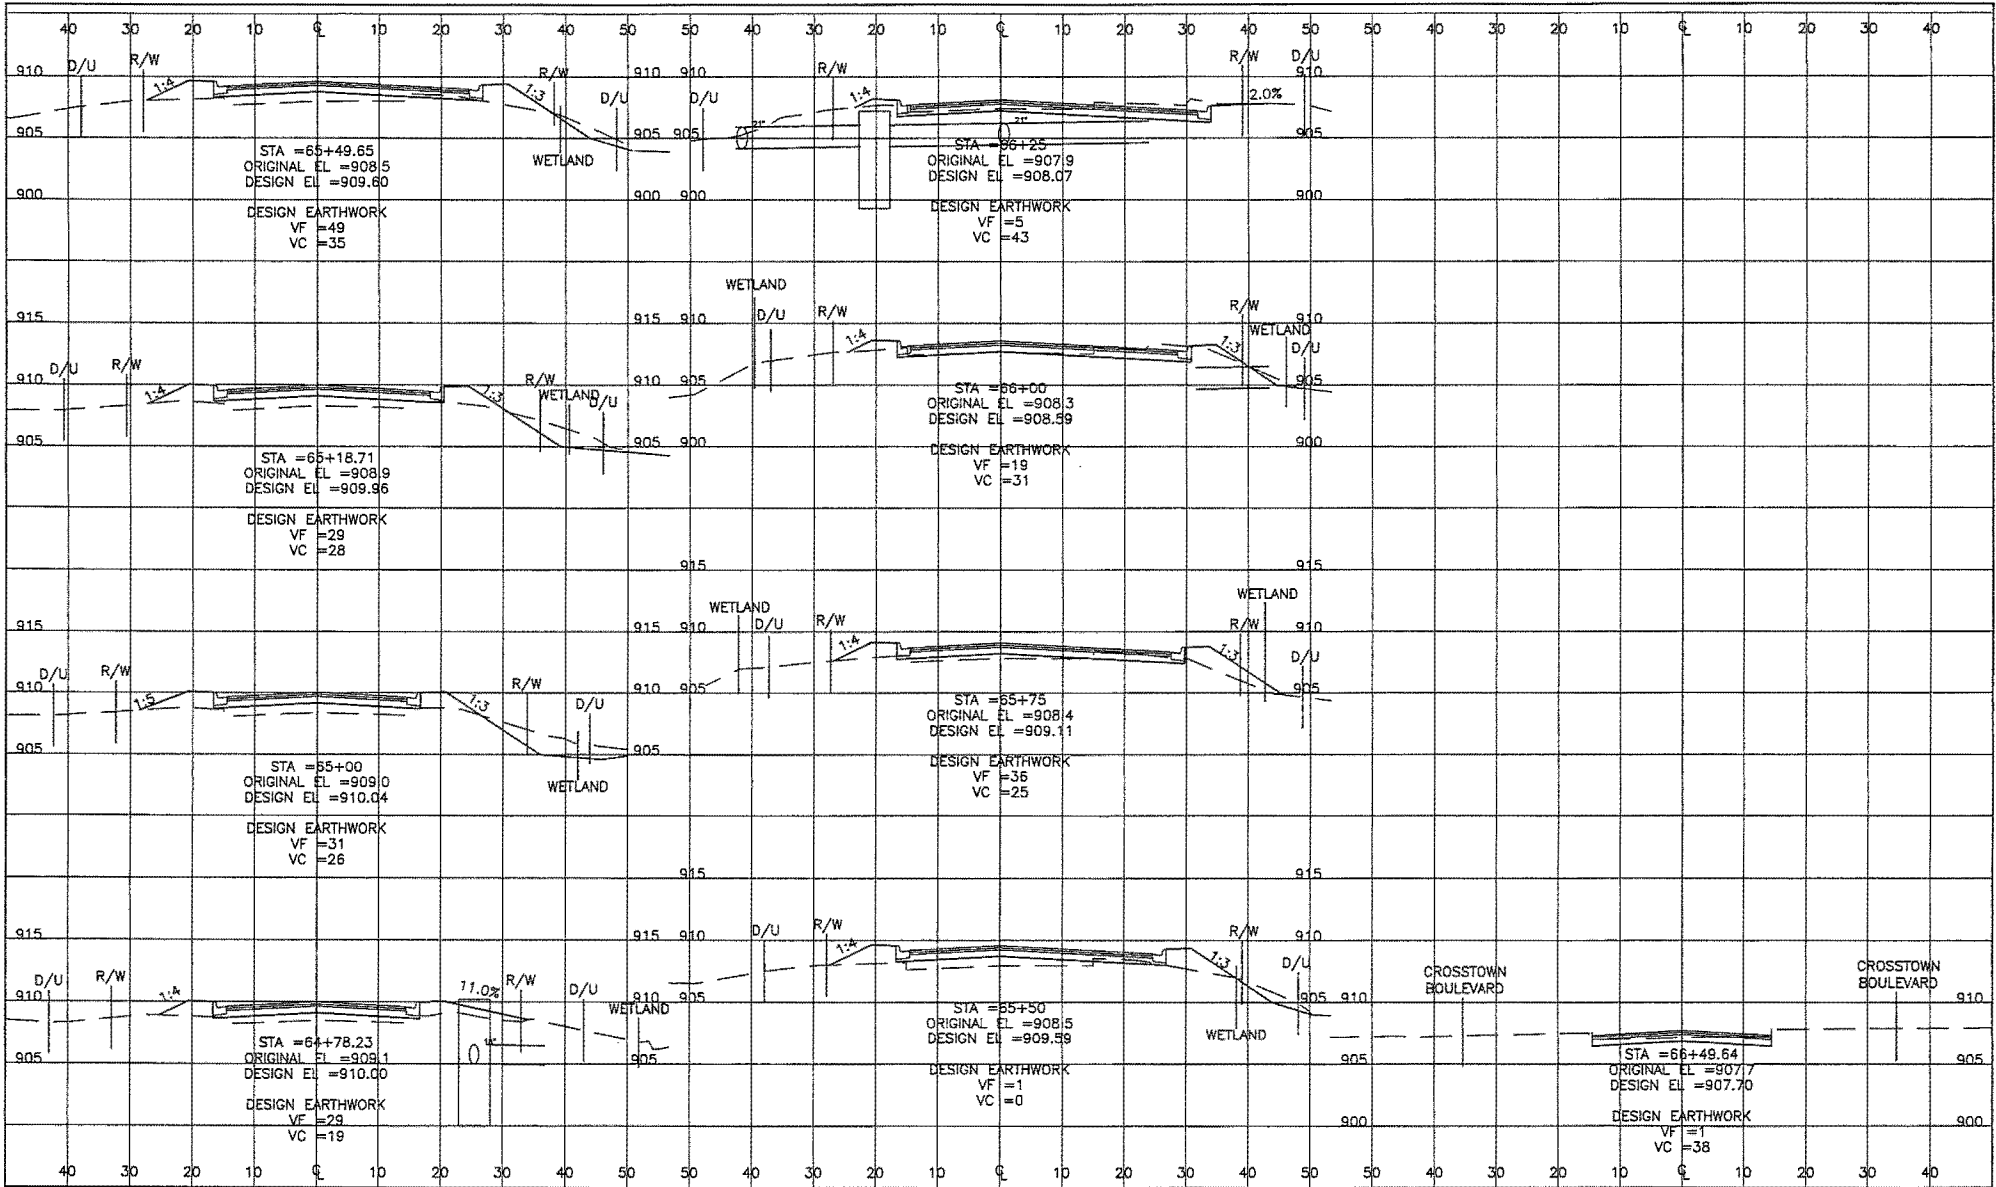 40 30 20 10 ℄ 10 20 30 40 50 50 40 30 20 10 ℄ 10 20 30 40 50 50 40 30 20 10 ℄ 10 20 30 40
D/U R/W 1:4 1:3 R/W D/U WETLAND
910 910
905
900
STA =65+49.65
ORIGINAL EL =908.5
DESIGN EL =909.60
DESIGN EARTHWORK
VF =49
VC =35
D/U R/W 1:4 21" 21" R/W D/U 2.0%
910 910
905
900 900
STA =66+25
ORIGINAL EL =907.9
DESIGN EL =908.07
DESIGN EARTHWORK
VF =5
VC =43
D/U R/W 1:4 1:3 R/W WETLAND D/U
915 915
910 910
905 905
STA =65+18.71
ORIGINAL EL =908.9
DESIGN EL =909.96
DESIGN EARTHWORK
VF =29
VC =28
WETLAND D/U R/W 1:4 1:3 R/W WETLAND D/U
910 910
905 905
900 900
STA =66+00
ORIGINAL EL =908.3
DESIGN EL =908.59
DESIGN EARTHWORK
VF =19
VC =31
915 915
D/U R/W 1:5 1:3 R/W D/U WETLAND
915
910 910
905 905
STA =65+00
ORIGINAL EL =909.0
DESIGN EL =910.04
DESIGN EARTHWORK
VF =31
VC =26
WETLAND D/U R/W 1:4 1:3 R/W WETLAND D/U
910 910
905 905
STA =65+75
ORIGINAL EL =908.4
DESIGN EL =909.11
DESIGN EARTHWORK
VF =36
VC =25
915 915
D/U R/W 1:4 11.0% R/W D/U WETLAND
915 915
910 910
905 905
STA =64+78.23
ORIGINAL EL =909.1
DESIGN EL =910.00
DESIGN EARTHWORK
VF =29
VC =19
D/U R/W 1:4 1:3 R/W D/U WETLAND
910 910
905 905
STA =65+50
ORIGINAL EL =908.5
DESIGN EL =909.59
DESIGN EARTHWORK
VF =1
VC =0
CROSSTOWN
BOULEVARD
CROSSTOWN
BOULEVARD
910 910
905 905
900 900
STA =66+49.64
ORIGINAL EL =907.7
DESIGN EL =907.70
DESIGN EARTHWORK
VF =1
VC =38
40 30 20 10 ℄ 10 20 30 40 50 50 40 30 20 10 ℄ 10 20 30 40 50 50 40 30 20 10 ℄ 10 20 30 40